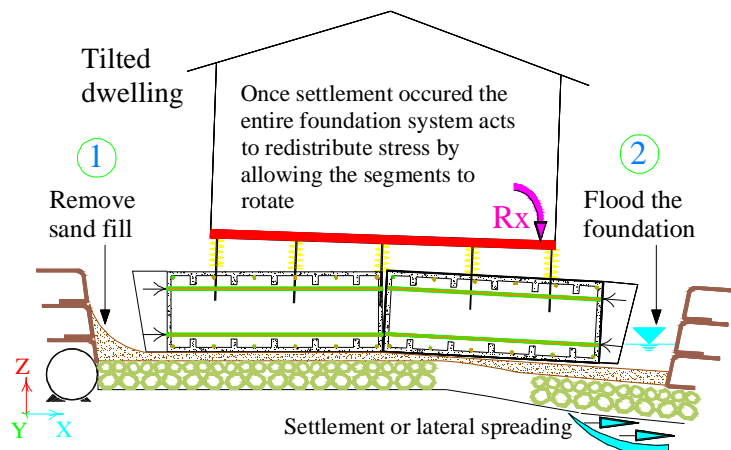 Tilted
dwelling
Once settlement occured the
entire foundation system acts
to redistribute stress by
allowing the segments to
rotate
1
Remove
sand fill
2
Flood the
foundation
Rx
Z
Y
X
Settlement or lateral spreading